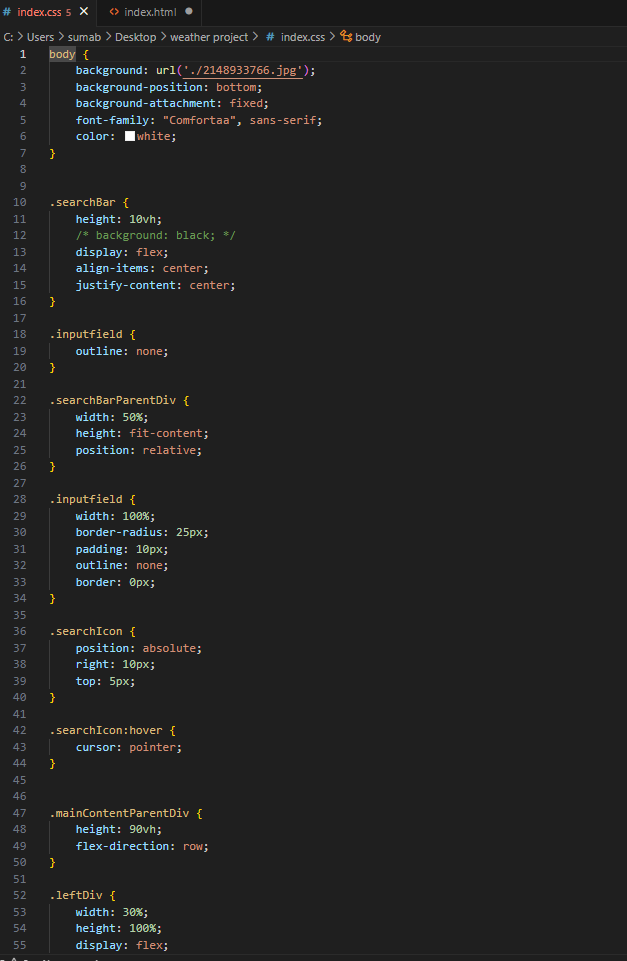 # index.css 5 × <> index.html ●
C: > Users > sumab > Desktop > weather project > # index.css > body
1 body {
2     background: url('./2148933766.jpg');
3     background-position: bottom;
4     background-attachment: fixed;
5     font-family: "Comfortaa", sans-serif;
6     color: white;
7 }
8
9
10 .searchBar {
11     height: 10vh;
12     /* background: black; */
13     display: flex;
14     align-items: center;
15     justify-content: center;
16 }
17
18 .inputfield {
19     outline: none;
20 }
21
22 .searchBarParentDiv {
23     width: 50%;
24     height: fit-content;
25     position: relative;
26 }
27
28 .inputfield {
29     width: 100%;
30     border-radius: 25px;
31     padding: 10px;
32     outline: none;
33     border: 0px;
34 }
35
36 .searchIcon {
37     position: absolute;
38     right: 10px;
39     top: 5px;
40 }
41
42 .searchIcon:hover {
43     cursor: pointer;
44 }
45
46
47 .mainContentParentDiv {
48     height: 90vh;
49     flex-direction: row;
50 }
51
52 .leftDiv {
53     width: 30%;
54     height: 100%;
55     display: flex;